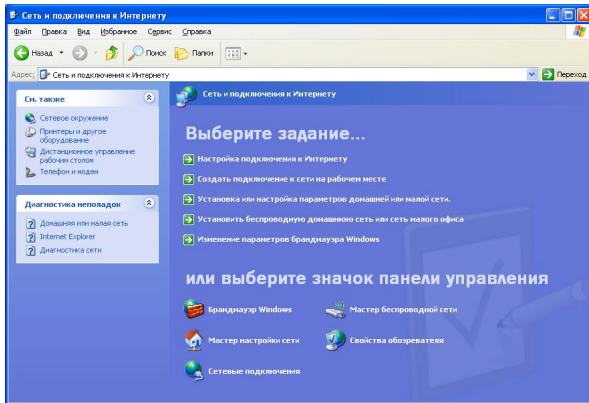 Сеть и подключения к Интернету
Файл Правка Вид Избранное Сервис Справка
Назад Поиск Папки
Адрес: Сеть и подключения к Интернету Переход
См. также
Сетевое окружение
Принтеры и другое
оборудование
Дистанционное управление
рабочим столом
Телефон и модем
Диагностика неполадок
Домашняя или малая сеть
Internet Explorer
Диагностика сети
Сеть и подключения к Интернету
Выберите задание...
Настройка подключения к Интернету
Создать подключение к сети на рабочем месте
Установка или настройка параметров домашней или малой сети.
Установить беспроводную домашнюю сеть или сеть малого офиса
Изменение параметров брандмауэра Windows
или выберите значок панели управления
Брандмауэр Windows Мастер беспроводной сети
Мастер настройки сети Свойства обозревателя
Сетевые подключения